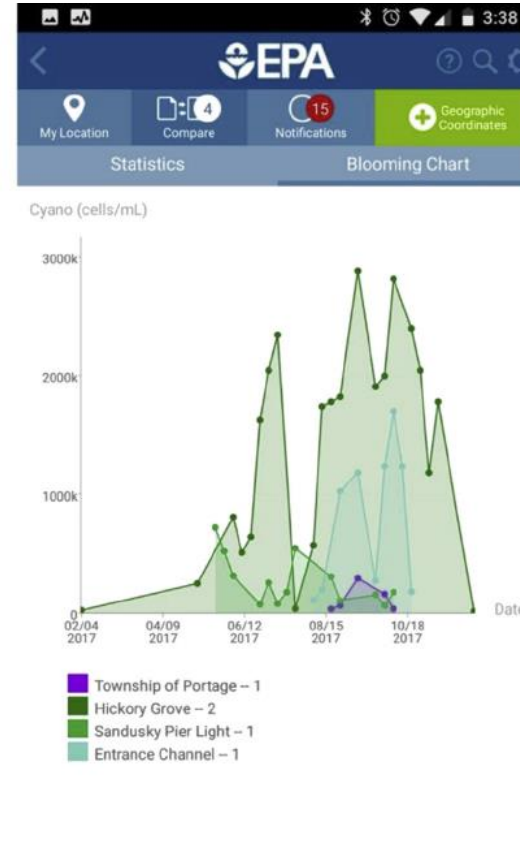 3:38
EPA
My Location
4
Compare
15
Notifications
Geographic
Coordinates
Statistics
Blooming Chart
Cyano (cells/mL)
3000k
2000k
1000k
0
Date
02/04
2017
04/09
2017
06/12
2017
08/15
2017
10/18
2017
Township of Portage -- 1
Hickory Grove -- 2
Sandusky Pier Light -- 1
Entrance Channel -- 1